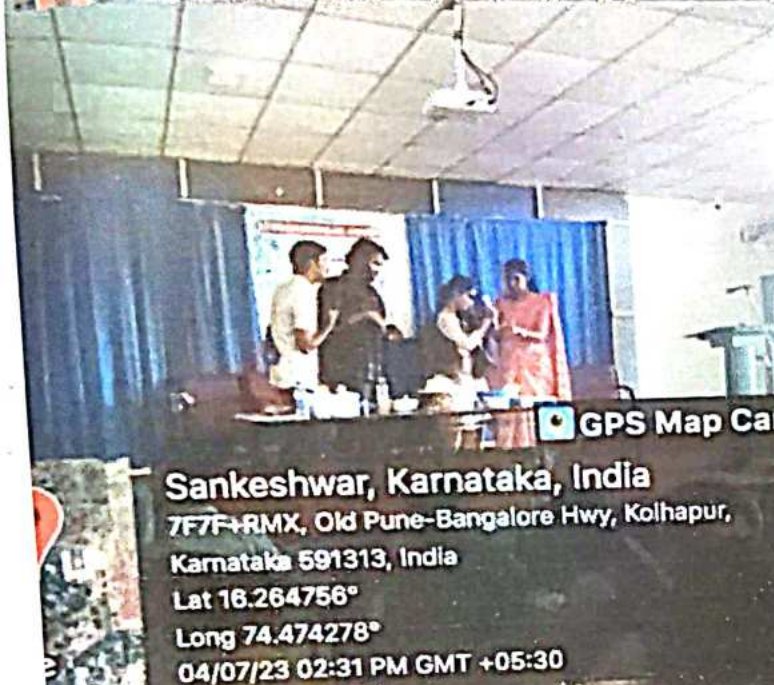 GPS Map Ca
Sankeshwar, Karnataka, India
7F7F+RMX, Old Pune-Bangalore Hwy, Kolhapur,
Karnataka 591313, India
Lat 16.264756°
Long 74.474278°
04/07/23 02:31 PM GMT +05:30